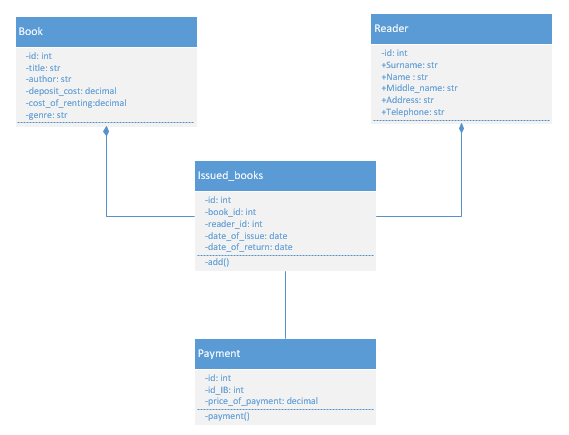 Book
-id: int
-title: str
-author: str
-deposit_cost: decimal
-cost_of_renting:decimal
-genre: str
Reader
-id: int
+Surname: str
+Name : str
+Middle_name: str
+Address: str
+Telephone: str
Issued_books
-id: int
-book_id: int
-reader_id: int
-date_of_issue: date
-date_of_return: date
-add()
Payment
-id: int
-id_IB: int
-price_of_payment: decimal
-payment()